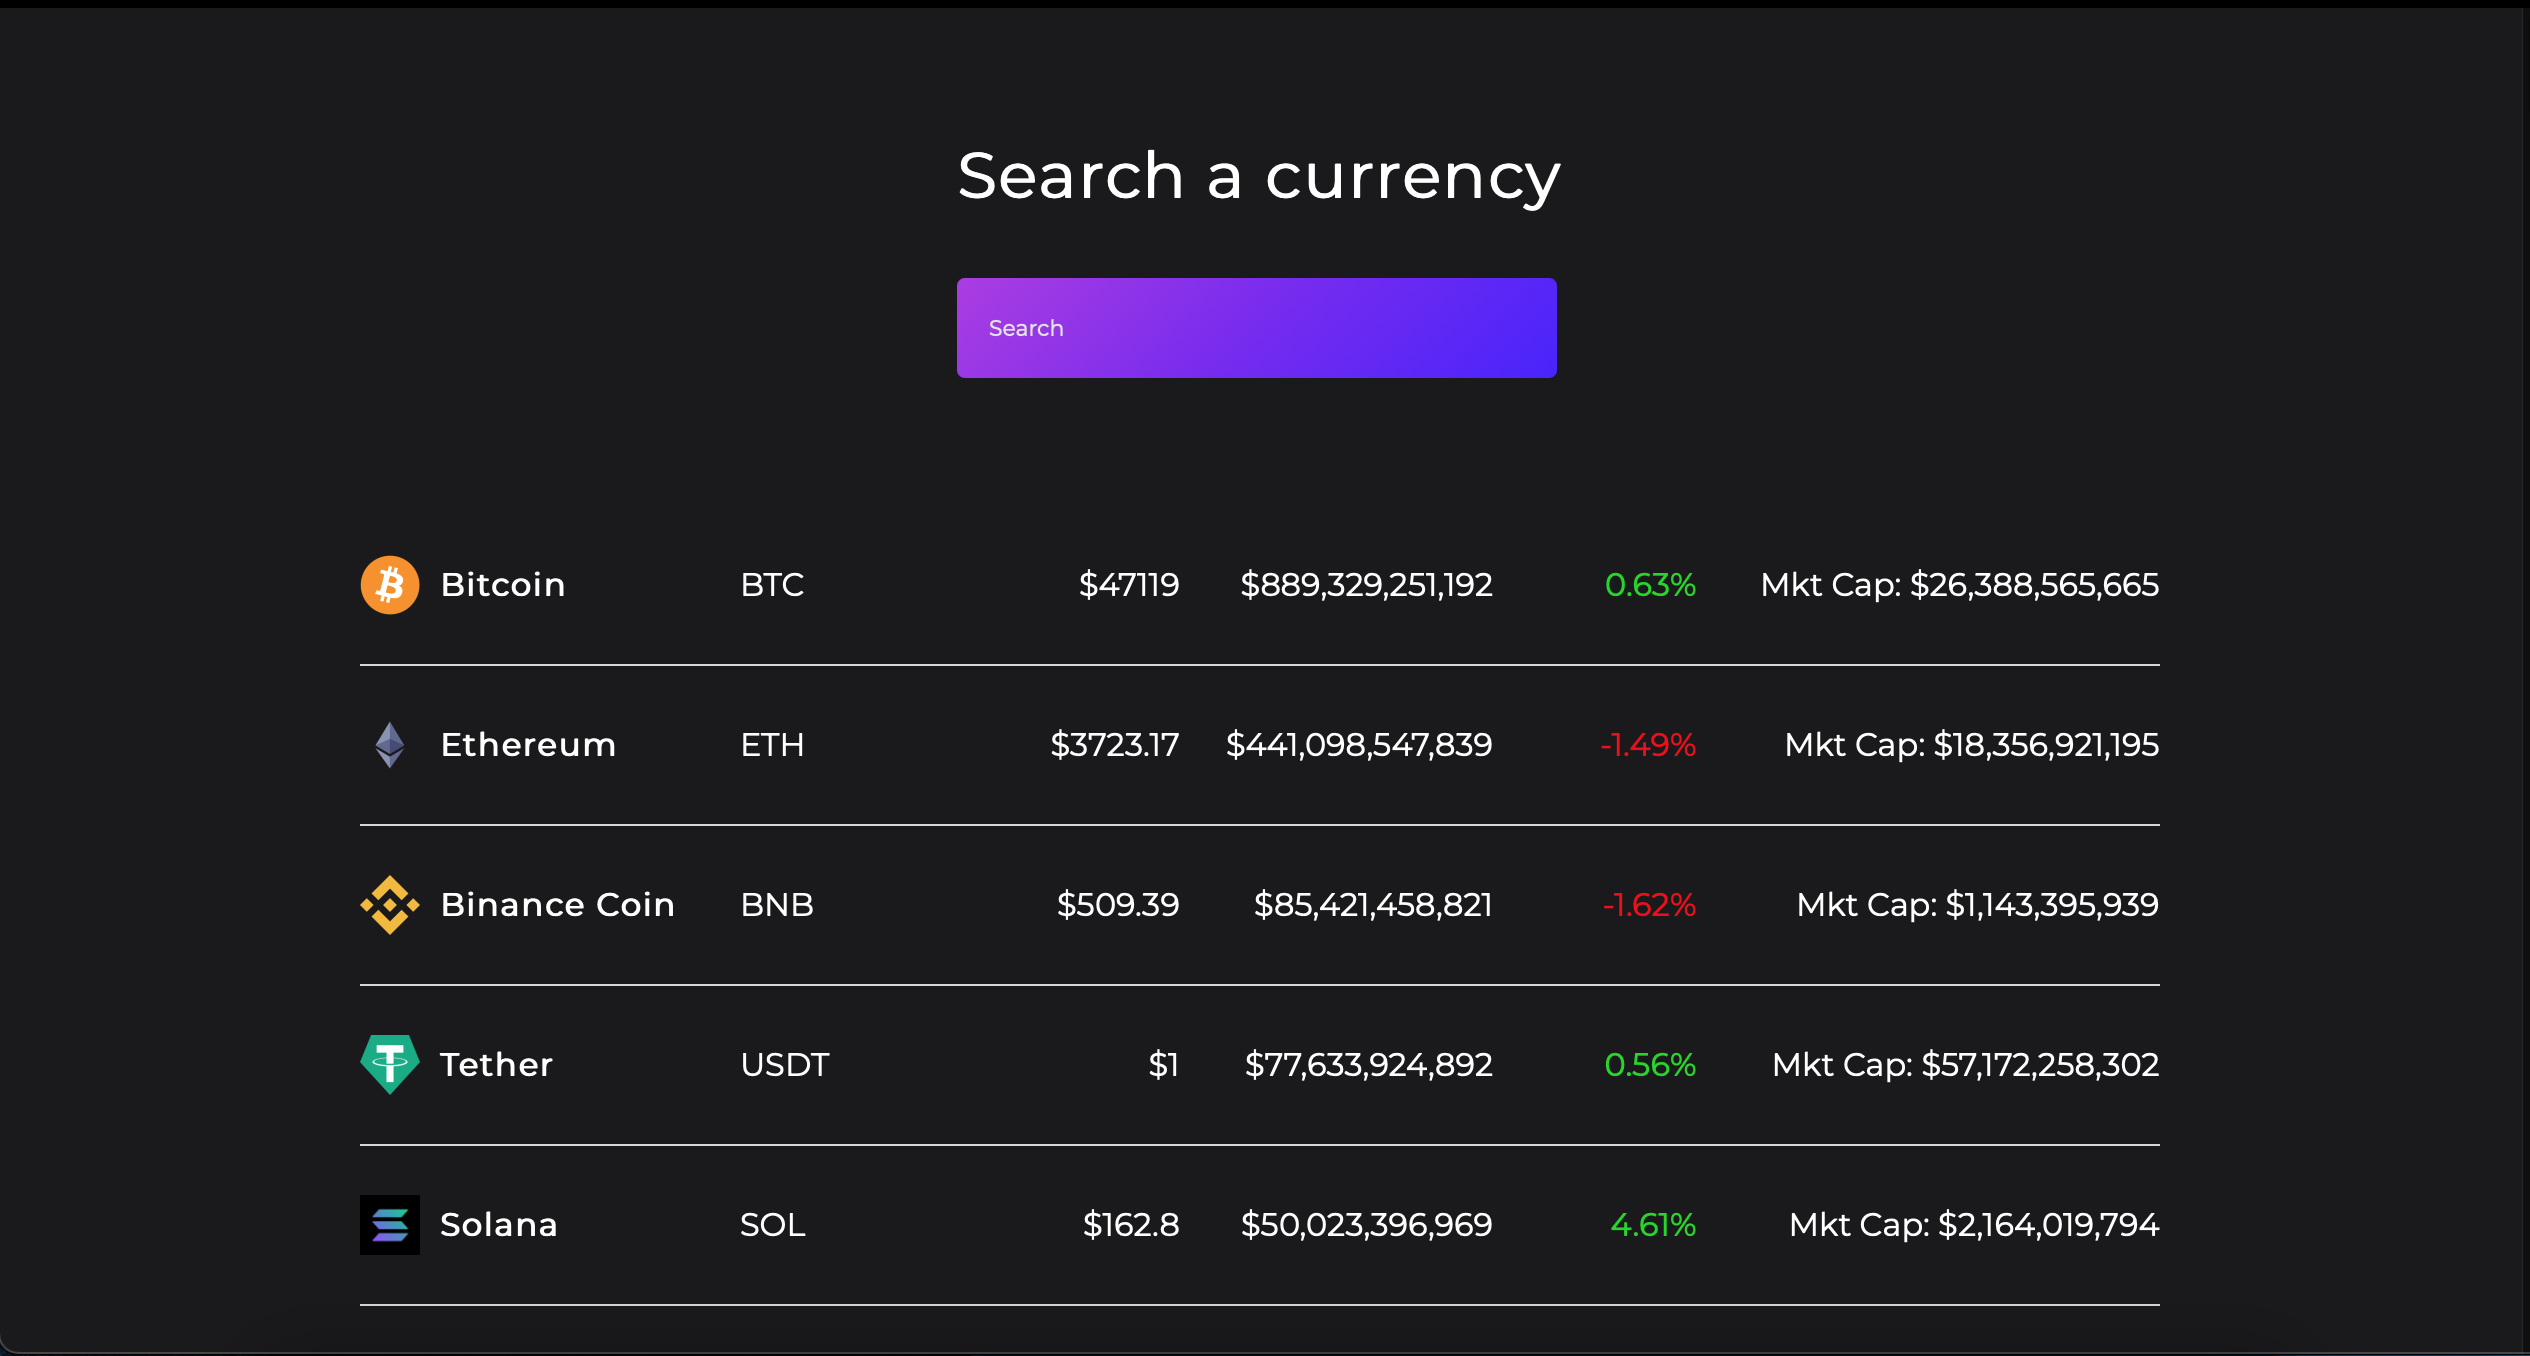 Search a currency
Search
Bitcoin BTC $47119 $889,329,251,192 0.63% Mkt Cap: $26,388,565,665
Ethereum ETH $3723.17 $441,098,547,839 -1.49% Mkt Cap: $18,356,921,195
Binance Coin BNB $509.39 $85,421,458,821 -1.62% Mkt Cap: $1,143,395,939
Tether USDT $1 $77,633,924,892 0.56% Mkt Cap: $57,172,258,302
Solana SOL $162.8 $50,023,396,969 4.61% Mkt Cap: $2,164,019,794